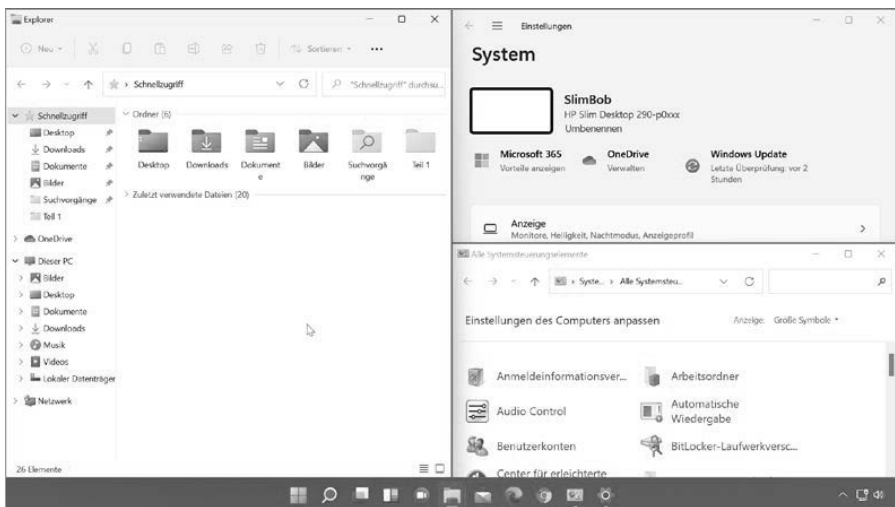 Explorer
Neu
Sortieren
Schnellzugriff
"Schnellzugriff" durchsu...
Schnellzugriff
Desktop
Downloads
Dokumente
Bilder
Suchvorgänge
Teil 1
OneDrive
Dieser PC
Bilder
Desktop
Dokumente
Downloads
Musik
Videos
Lokaler Datenträger
Netzwerk
Ordner (6)
Desktop
Downloads
Dokument
e
Bilder
Suchvorgä
nge
Teil 1
Zuletzt verwendete Dateien (20)
26 Elemente
Einstellungen
System
SlimBob
HP Slim Desktop 290-p0xxx
Umbenennen
Microsoft 365
Vorteile anzeigen
OneDrive
Verwalten
Windows Update
Letzte Überprüfung: vor 2
Stunden
Anzeige
Monitore, Helligkeit, Nachtmodus, Anzeigeprofil
Alle Systemsteuerungselemente
Syste... Alle Systemsteu...
Einstellungen des Computers anpassen
Anzeige: Große Symbole
Anmeldeinformationsver...
Arbeitsordner
Audio Control
Automatische
Wiedergabe
Benutzerkonten
BitLocker-Laufwerkversc...
Center für erleichterte